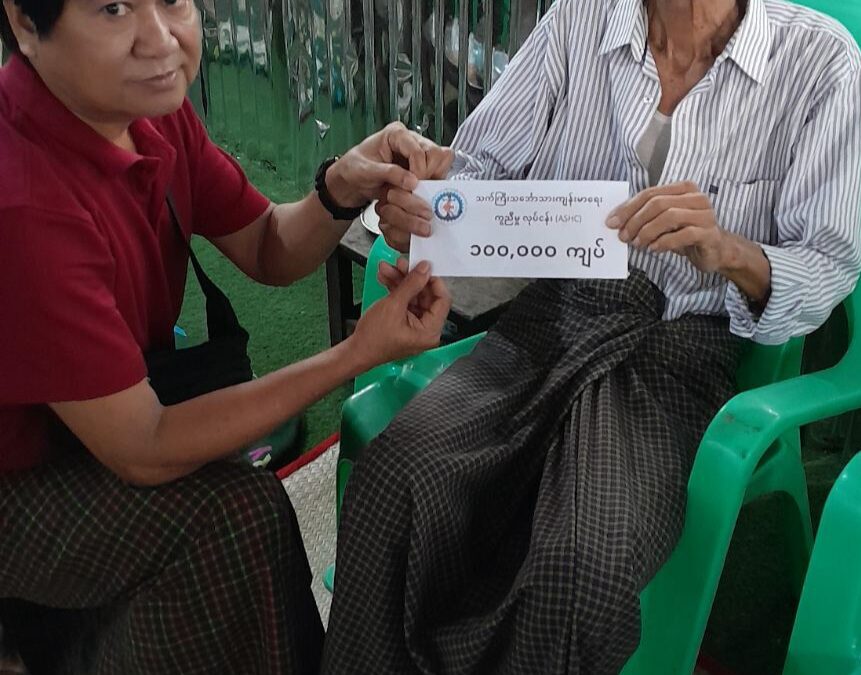 သက်ကြီးသင်္ဘောသားကျန်းမာရေး
ကူညီမှု လုပ်ငန်း (ASHC)
၁၀၀,၀၀၀ ကျပ်